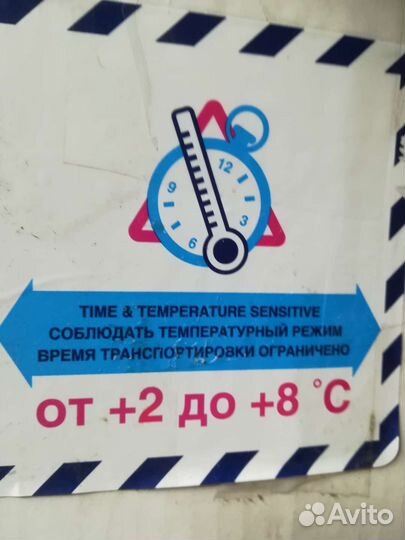 12
9
3
6
TIME & TEMPERATURE SENSITIVE
СОБЛЮДАТЬ ТЕМПЕРАТУРНЫЙ РЕЖИМ
ВРЕМЯ ТРАНСПОРТИРОВКИ ОГРАНИЧЕНО
от +2 до +8 °C
Avito